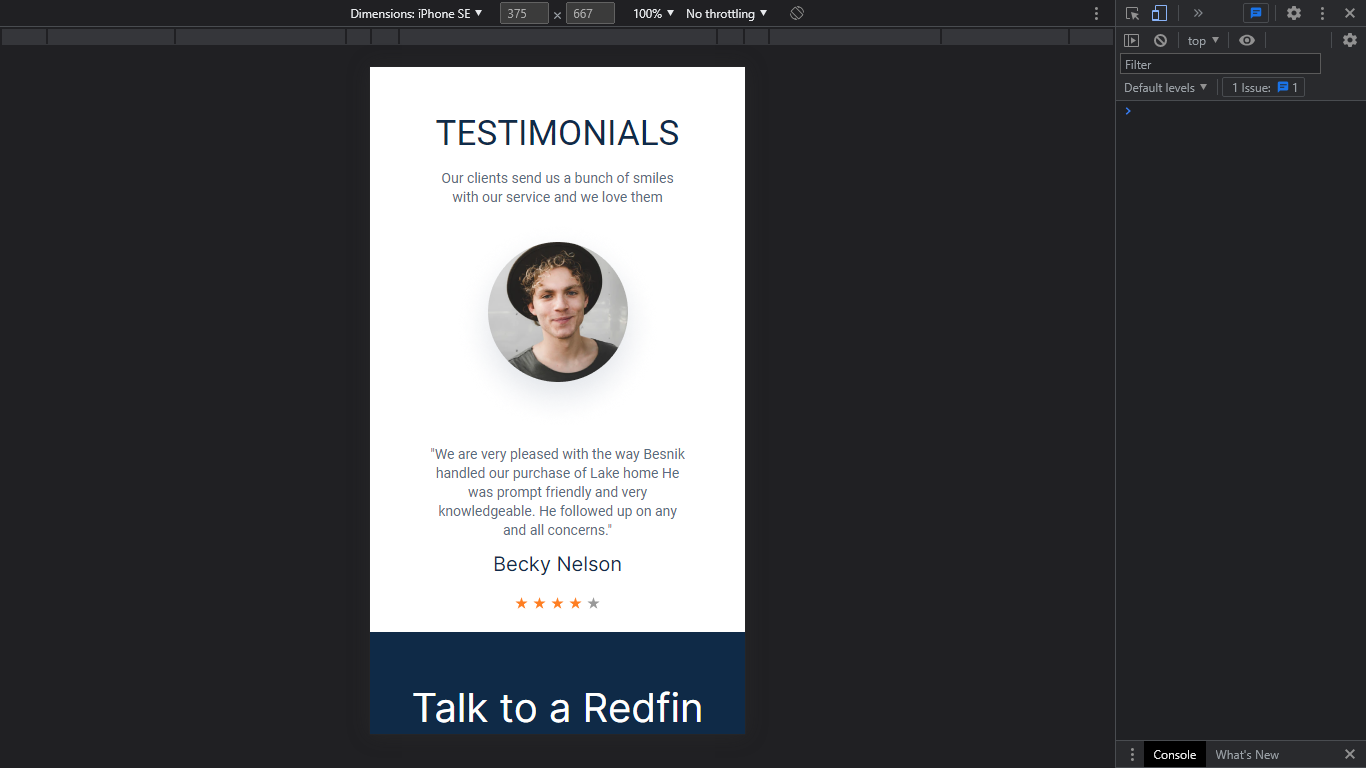 Dimensions: iPhone SE 375 × 667 100% No throttling
top
Filter
Default levels 1 Issue: 1
TESTIMONIALS
Our clients send us a bunch of smiles
with our service and we love them
"We are very pleased with the way Besnik
handled our purchase of Lake home He
was prompt friendly and very
knowledgeable. He followed up on any
and all concerns."
Becky Nelson
Talk to a Redfin
Console What's New